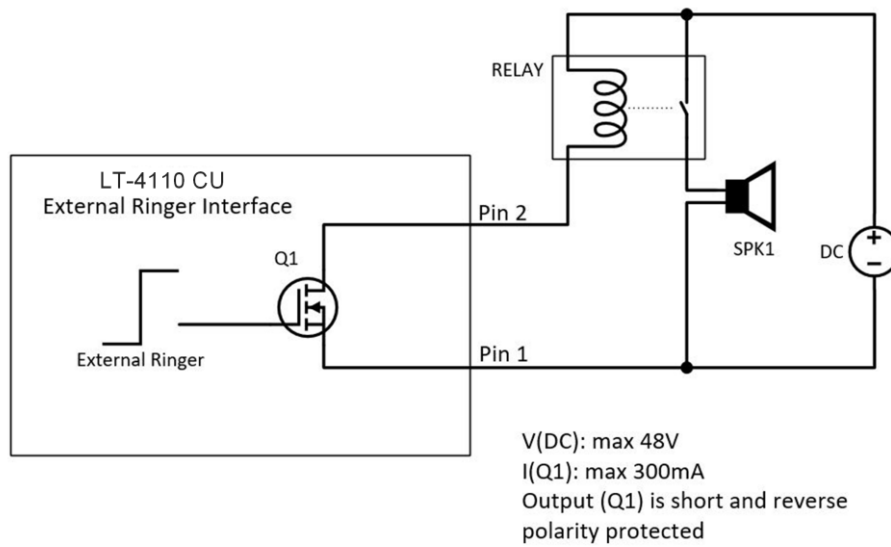 RELAY
LT-4110 CU
External Ringer Interface
Pin 2
Q1
SPK1
DC
External Ringer
Pin 1
V(DC): max 48V
I(Q1): max 300mA
Output (Q1) is short and reverse
polarity protected